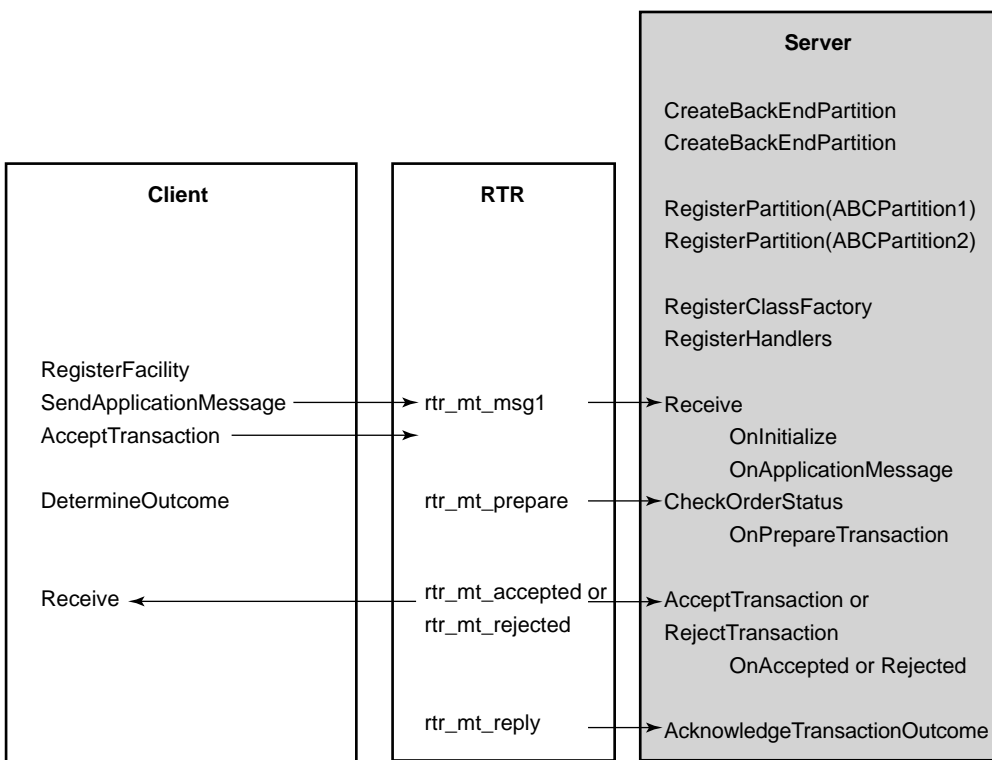 Server
CreateBackEndPartition
CreateBackEndPartition
Client
RTR
RegisterPartition(ABCPartition1)
RegisterPartition(ABCPartition2)
RegisterClassFactory
RegisterHandlers
RegisterFacility
SendApplicationMessage
rtr_mt_msg1
Receive
AcceptTransaction
OnInitialize
OnApplicationMessage
DetermineOutcome
rtr_mt_prepare
CheckOrderStatus
OnPrepareTransaction
Receive
rtr_mt_accepted or
rtr_mt_rejected
AcceptTransaction or
RejectTransaction
OnAccepted or Rejected
rtr_mt_reply
AcknowledgeTransactionOutcome